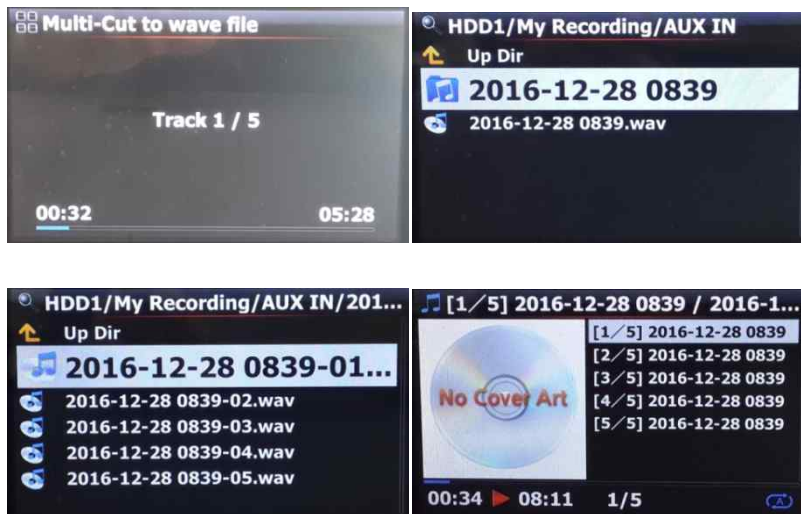 Multi-Cut to wave file
Track 1 / 5
00:32 05:28
HDD1/My Recording/AUX IN
Up Dir
2016-12-28 0839
2016-12-28 0839.wav
HDD1/My Recording/AUX IN/201...
Up Dir
2016-12-28 0839-01...
2016-12-28 0839-02.wav
2016-12-28 0839-03.wav
2016-12-28 0839-04.wav
2016-12-28 0839-05.wav
[1/5] 2016-12-28 0839 / 2016-1...
No Cover Art
[1/5] 2016-12-28 0839
[2/5] 2016-12-28 0839
[3/5] 2016-12-28 0839
[4/5] 2016-12-28 0839
[5/5] 2016-12-28 0839
00:34 08:11 1/5 A